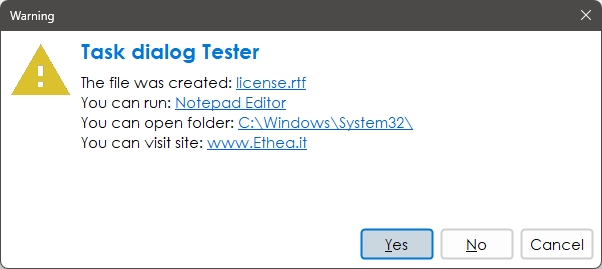 Warning
Task dialog Tester
The file was created: license.rtf
You can run: Notepad Editor
You can open folder: C:\Windows\System32\
You can visit site: www.Ethea.it
Yes
No
Cancel